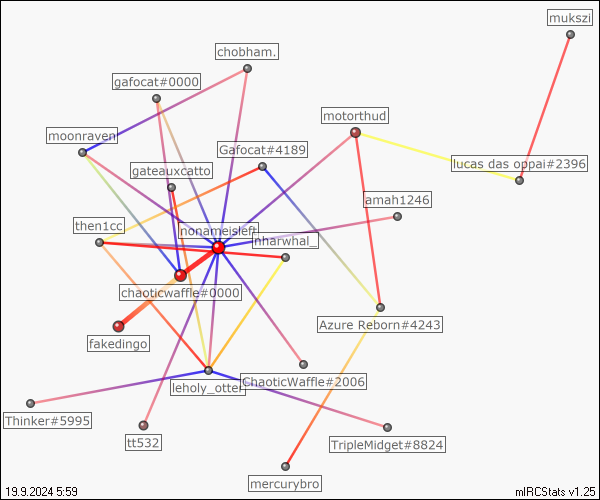 mukszi
chobham.
gafocat#0000
motorthud
moonraven
Gafocat#4189
lucas das oppai#2396
gateauxcatto
amah1246
then1cc
nonameisleft
nharwhal_
chaoticwaffle#0000
Azure Reborn#4243
fakedingo
ChaoticWaffle#2006
leholy_otter
Thinker#5995
tt532
TripleMidget#8824
mercurybro
19.9.2024 5:59
mIRCStats v1.25